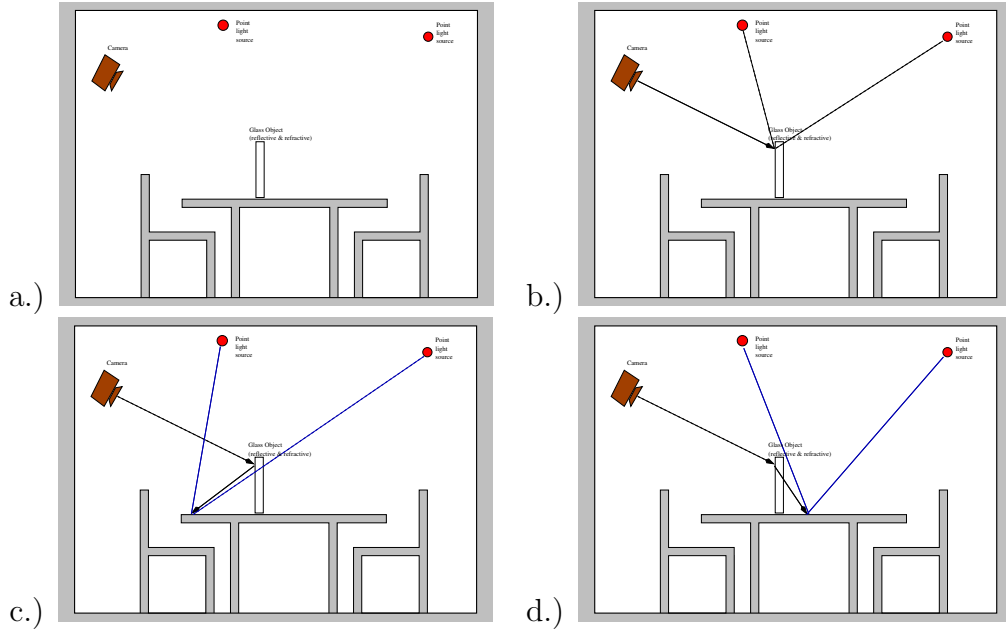 Point
light
source
Point
light
source
Camera
Glass Object
(reflective & refractive)
a.)
Point
light
source
Point
light
source
Camera
Glass Object
(reflective & refractive)
b.)
Point
light
source
Point
light
source
Camera
Glass Object
(reflective & refractive)
c.)
Point
light
source
Point
light
source
Camera
Glass Object
(reflective & refractive)
d.)